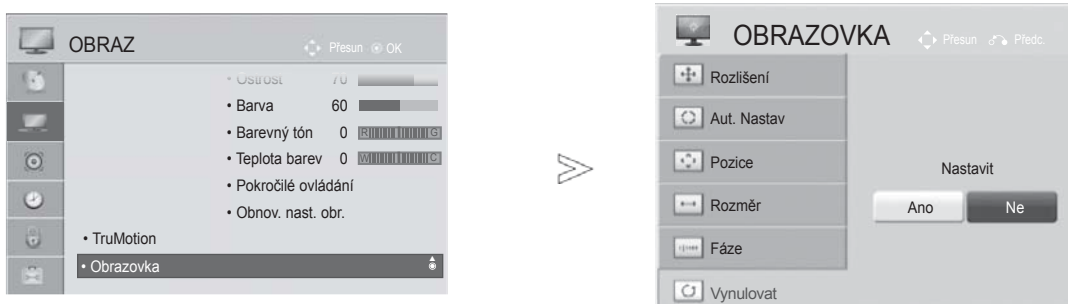 OBRAZ
Přesun OK
• Ostrost 70
• Barva 60
• Barevný tón 0 R G
• Teplota barev 0 W C
• Pokročilé ovládání
• Obnov. nast. obr.
• TruMotion
• Obrazovka
OBRAZOVKA
Přesun Předc.
Rozlišení
Aut. Nastav
Pozice
Rozměr
Fáze
Vynulovat
Nastavit
Ano Ne